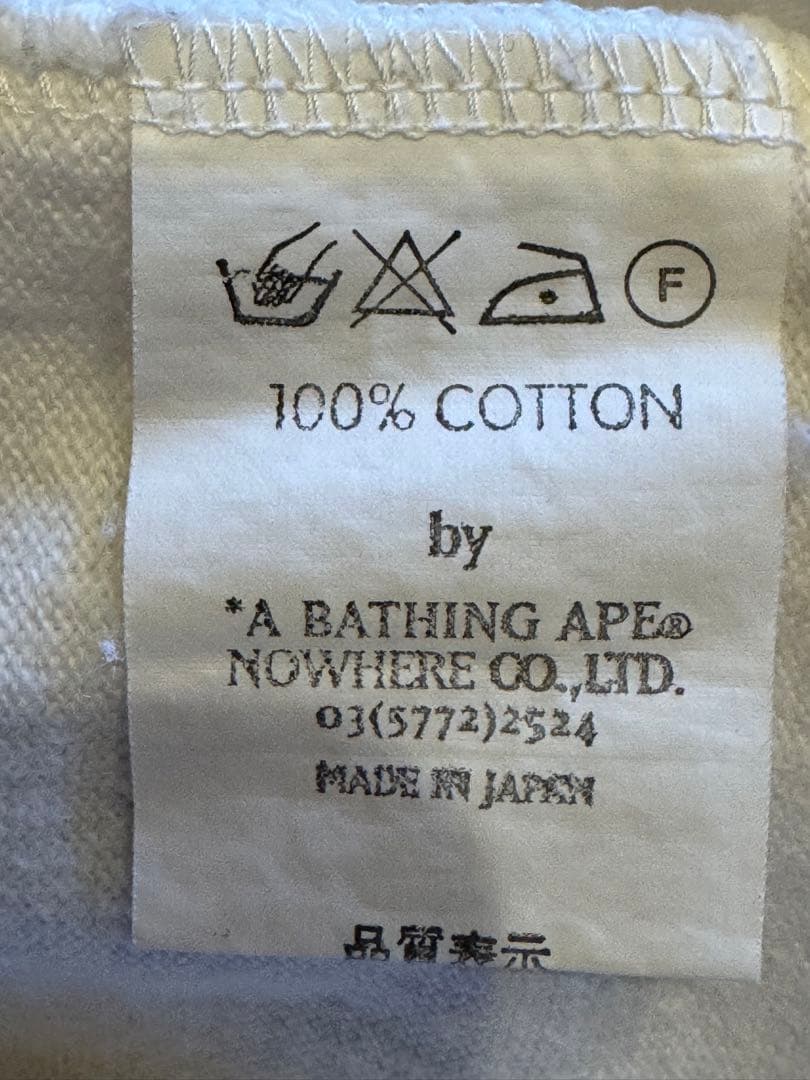 F
100% COTTON
by
*A BATHING APE®
NOWHERE CO.,LTD.
03(5772)2524
MADE IN JAPAN
品質表示